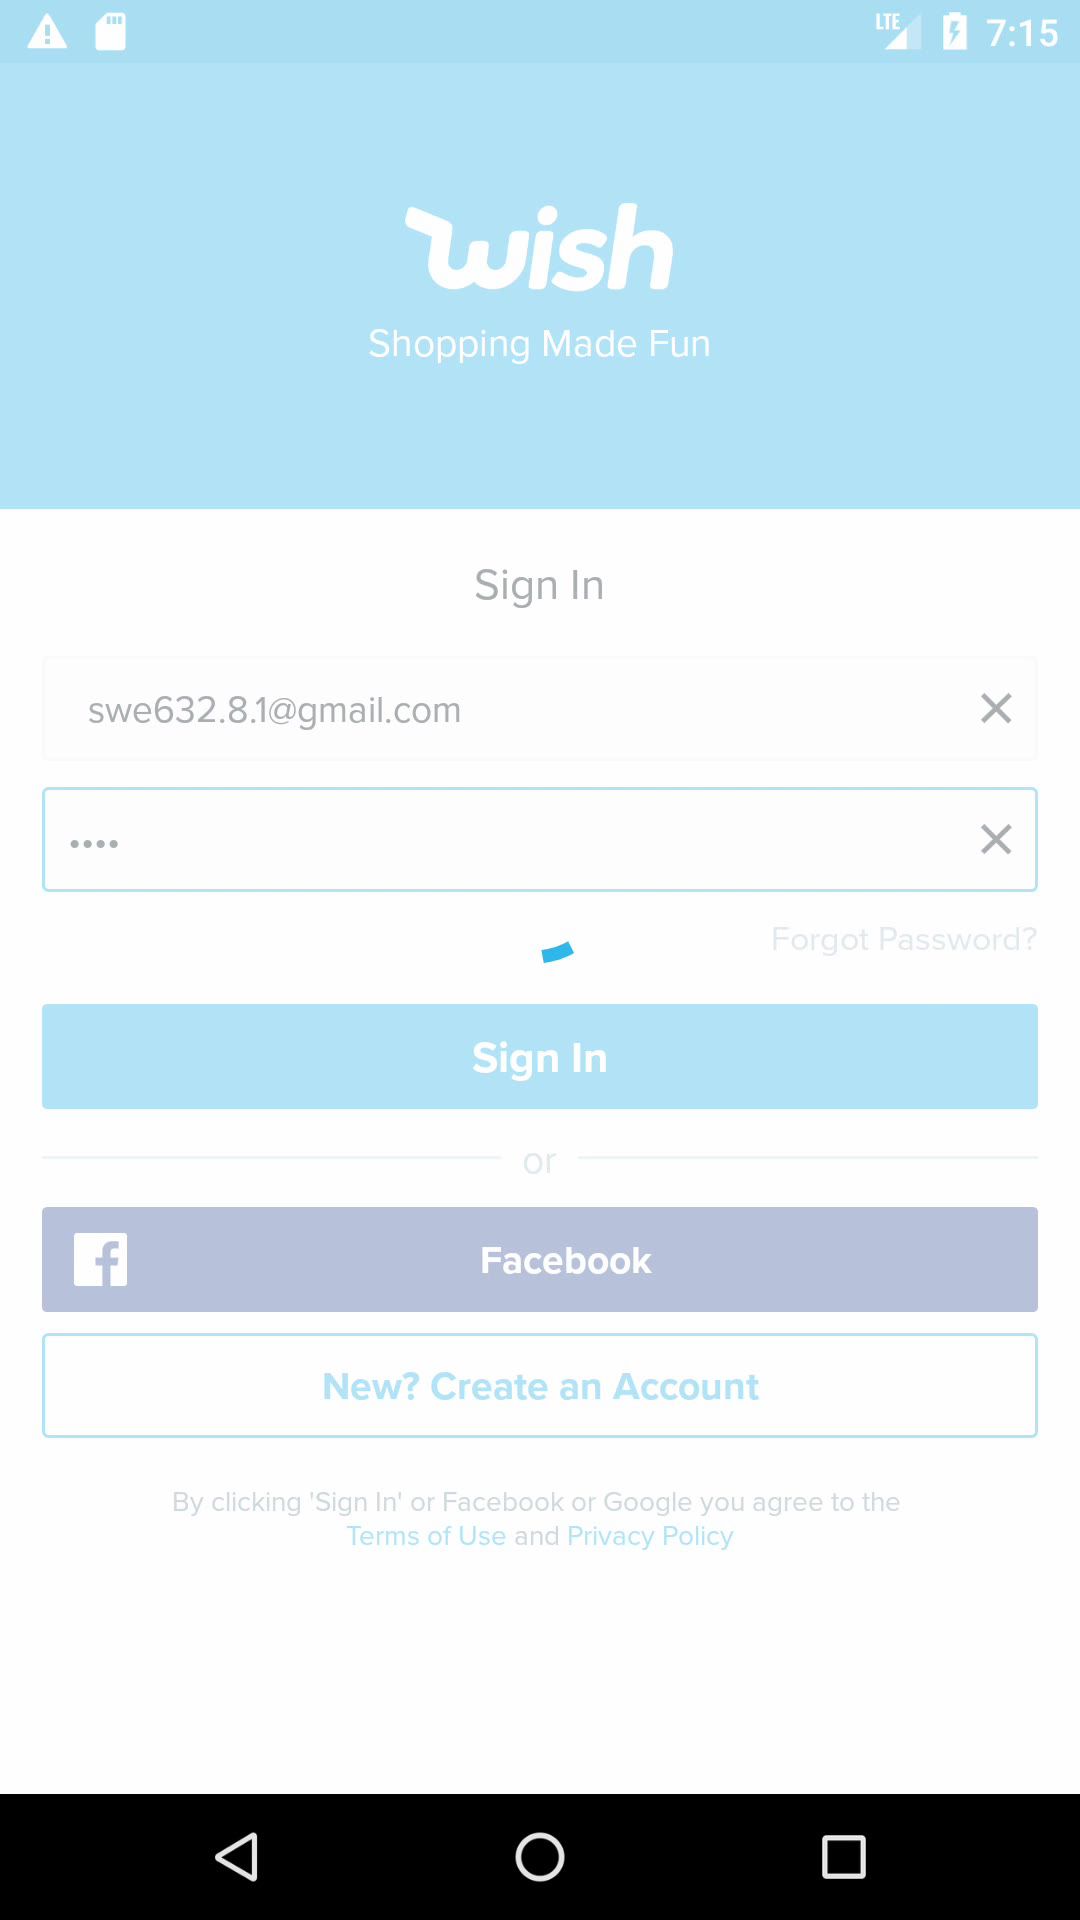 LTE 7:15
wish
Shopping Made Fun
Sign In
swe632.8.1@gmail.com
••••
Forgot Password?
Sign In
or
Facebook
New? Create an Account
By clicking 'Sign In' or Facebook or Google you agree to the
Terms of Use and Privacy Policy